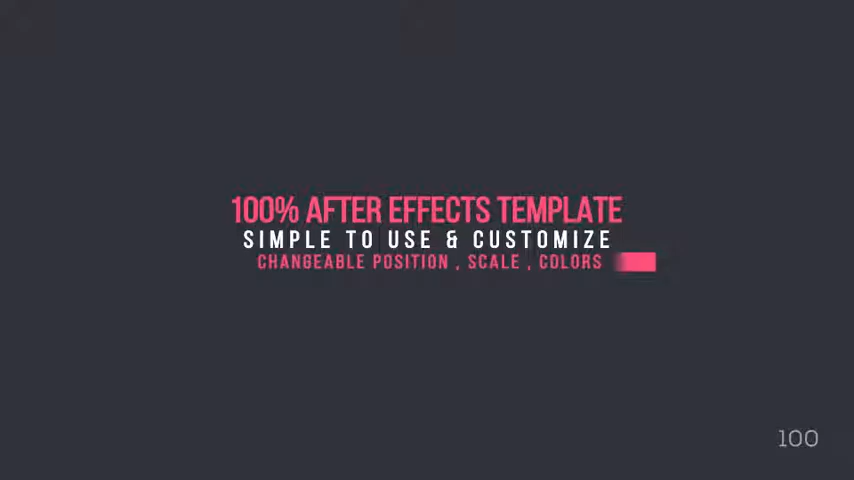 100% AFTER EFFECTS TEMPLATE
SIMPLE TO USE & CUSTOMIZE
CHANGEABLE POSITION , SCALE , COLORS
100